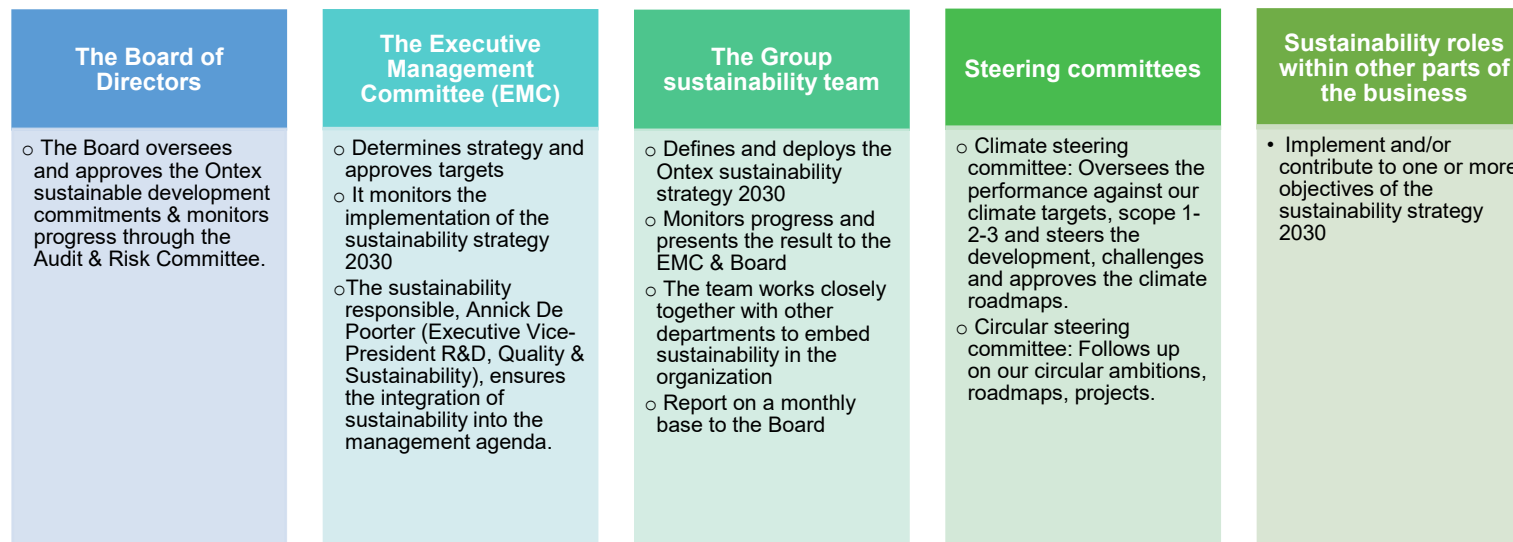 The Board of
Directors
○ The Board oversees
and approves the Ontex
sustainable development
commitments & monitors
progress through the
Audit & Risk Committee.
The Executive
Management
Committee (EMC)
○ Determines strategy and
approves targets
○ It monitors the
implementation of the
sustainability strategy
2030
○The sustainability
responsible, Annick De
Poorter (Executive Vice-
President R&D, Quality &
Sustainability), ensures
the integration of
sustainability into the
management agenda.
The Group
sustainability team
○ Defines and deploys the
Ontex sustainability
strategy 2030
○ Monitors progress and
presents the result to the
EMC & Board
○ The team works closely
together with other
departments to embed
sustainability in the
organization
○ Report on a monthly
base to the Board
Steering committees
○ Climate steering
committee: Oversees the
performance against our
climate targets, scope 1-
2-3 and steers the
development, challenges
and approves the climate
roadmaps.
○ Circular steering
committee: Follows up
on our circular ambitions,
roadmaps, projects.
Sustainability roles
within other parts of
the business
• Implement and/or
contribute to one or more
objectives of the
sustainability strategy
2030